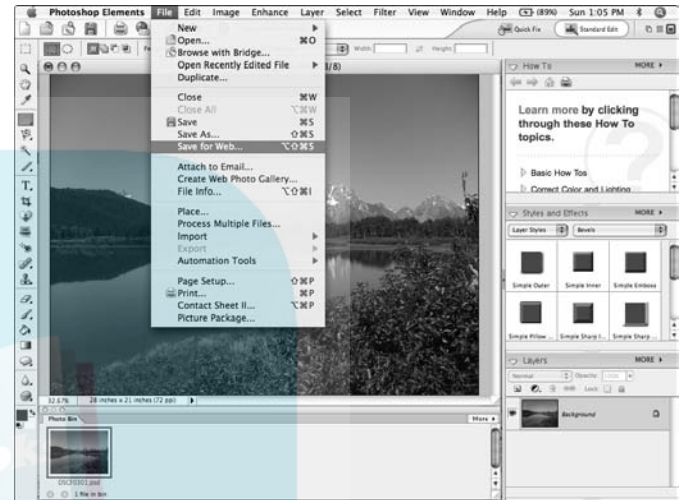 Photoshop Elements File Edit Image Enhance Layer Select Filter View Window Help (89%) Sun 1:05 PM
Quick Fix Standard Edit
Width: Height:
New
Open... ⌘O
Browse with Bridge...
Open Recently Edited File
Duplicate...
Close ⌘W
Close All ⌥⌘W
Save ⌘S
Save As... ⇧⌘S
Save for Web... ⌥⇧⌘S
Attach to Email...
Create Web Photo Gallery...
File Info... ⌥⇧⌘I
Place...
Process Multiple Files...
Import
Export
Automation Tools
Page Setup... ⇧⌘P
Print... ⌘P
Contact Sheet II... ⌥⌘P
Picture Package...
/8)
How To MORE
Learn more by clicking
through these How To
topics.
Basic How Tos
Correct Color and Lighting
Styles and Effects MORE
Layer Styles Bevels
Simple Outer Simple Inner Simple Emboss
Simple Pillow ... Simple Sharp I... Simple Sharp ...
Layers MORE
Normal Opacity:
Lock:
Background
32.67% 28 inches x 21 inches (72 ppi)
Photo Bin More
DSCF0301.psd
1 file in bin